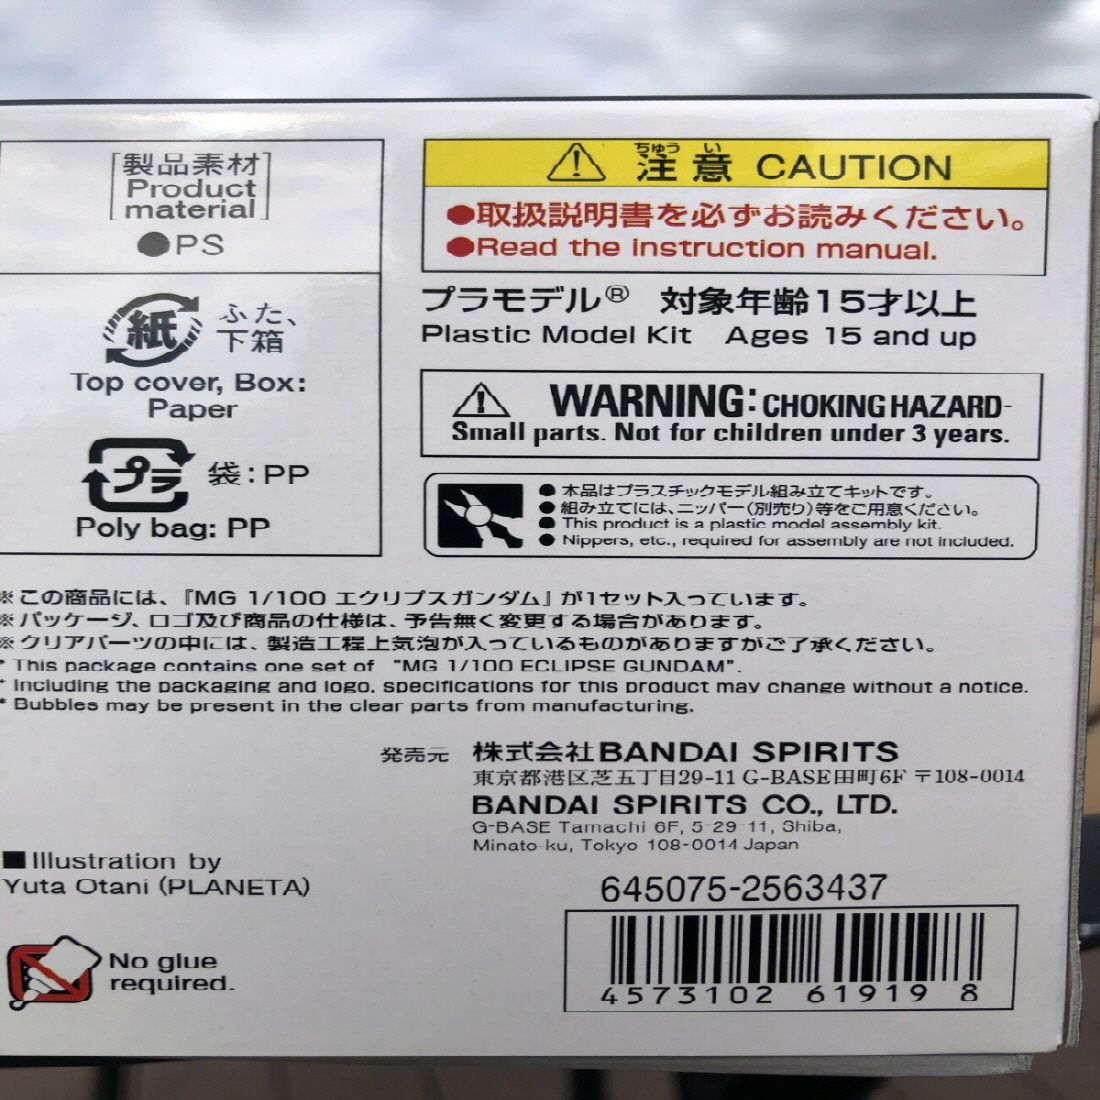 [製品素材
Product
material]
●PS
紙
ふた、
下箱
Top cover, Box:
Paper
プラ
袋:PP
Poly bag: PP
ちゅう い
注意 CAUTION
●取扱説明書を必ずお読みください。
●Read the instruction manual.
プラモデル® 対象年齢15才以上
Plastic Model Kit Ages 15 and up
WARNING: CHOKING HAZARD-
Small parts. Not for children under 3 years.
● 本品はプラスチックモデル組み立てキットです。
● 組み立てには、ニッパー(別売り)等をご用意ください。
● This product is a plastic model assembly kit.
● Nippers, etc., required for assembly are not included.
※この商品には、『MG 1/100 エクリプスガンダム』が1セット入っています。
※パッケージ、ロゴ及び商品の仕様は、予告無く変更する場合があります。
※クリアパーツの中には、製造工程上気泡が入っているものがありますがご了承ください。
* This package contains one set of "MG 1/100 ECLIPSE GUNDAM".
* Including the packaging and logo, specifications for this product may change without a notice.
* Bubbles may be present in the clear parts from manufacturing.
発売元 株式会社BANDAI SPIRITS
東京都港区芝五丁目29-11 G-BASE田町6F 〒108-0014
BANDAI SPIRITS CO., LTD.
G-BASE Tamachi 6F, 5-29-11, Shiba,
Minato-ku, Tokyo 108-0014 Japan
■Illustration by
Yuta Otani (PLANETA)
No glue
required.
645075-2563437
4573102 61919 8